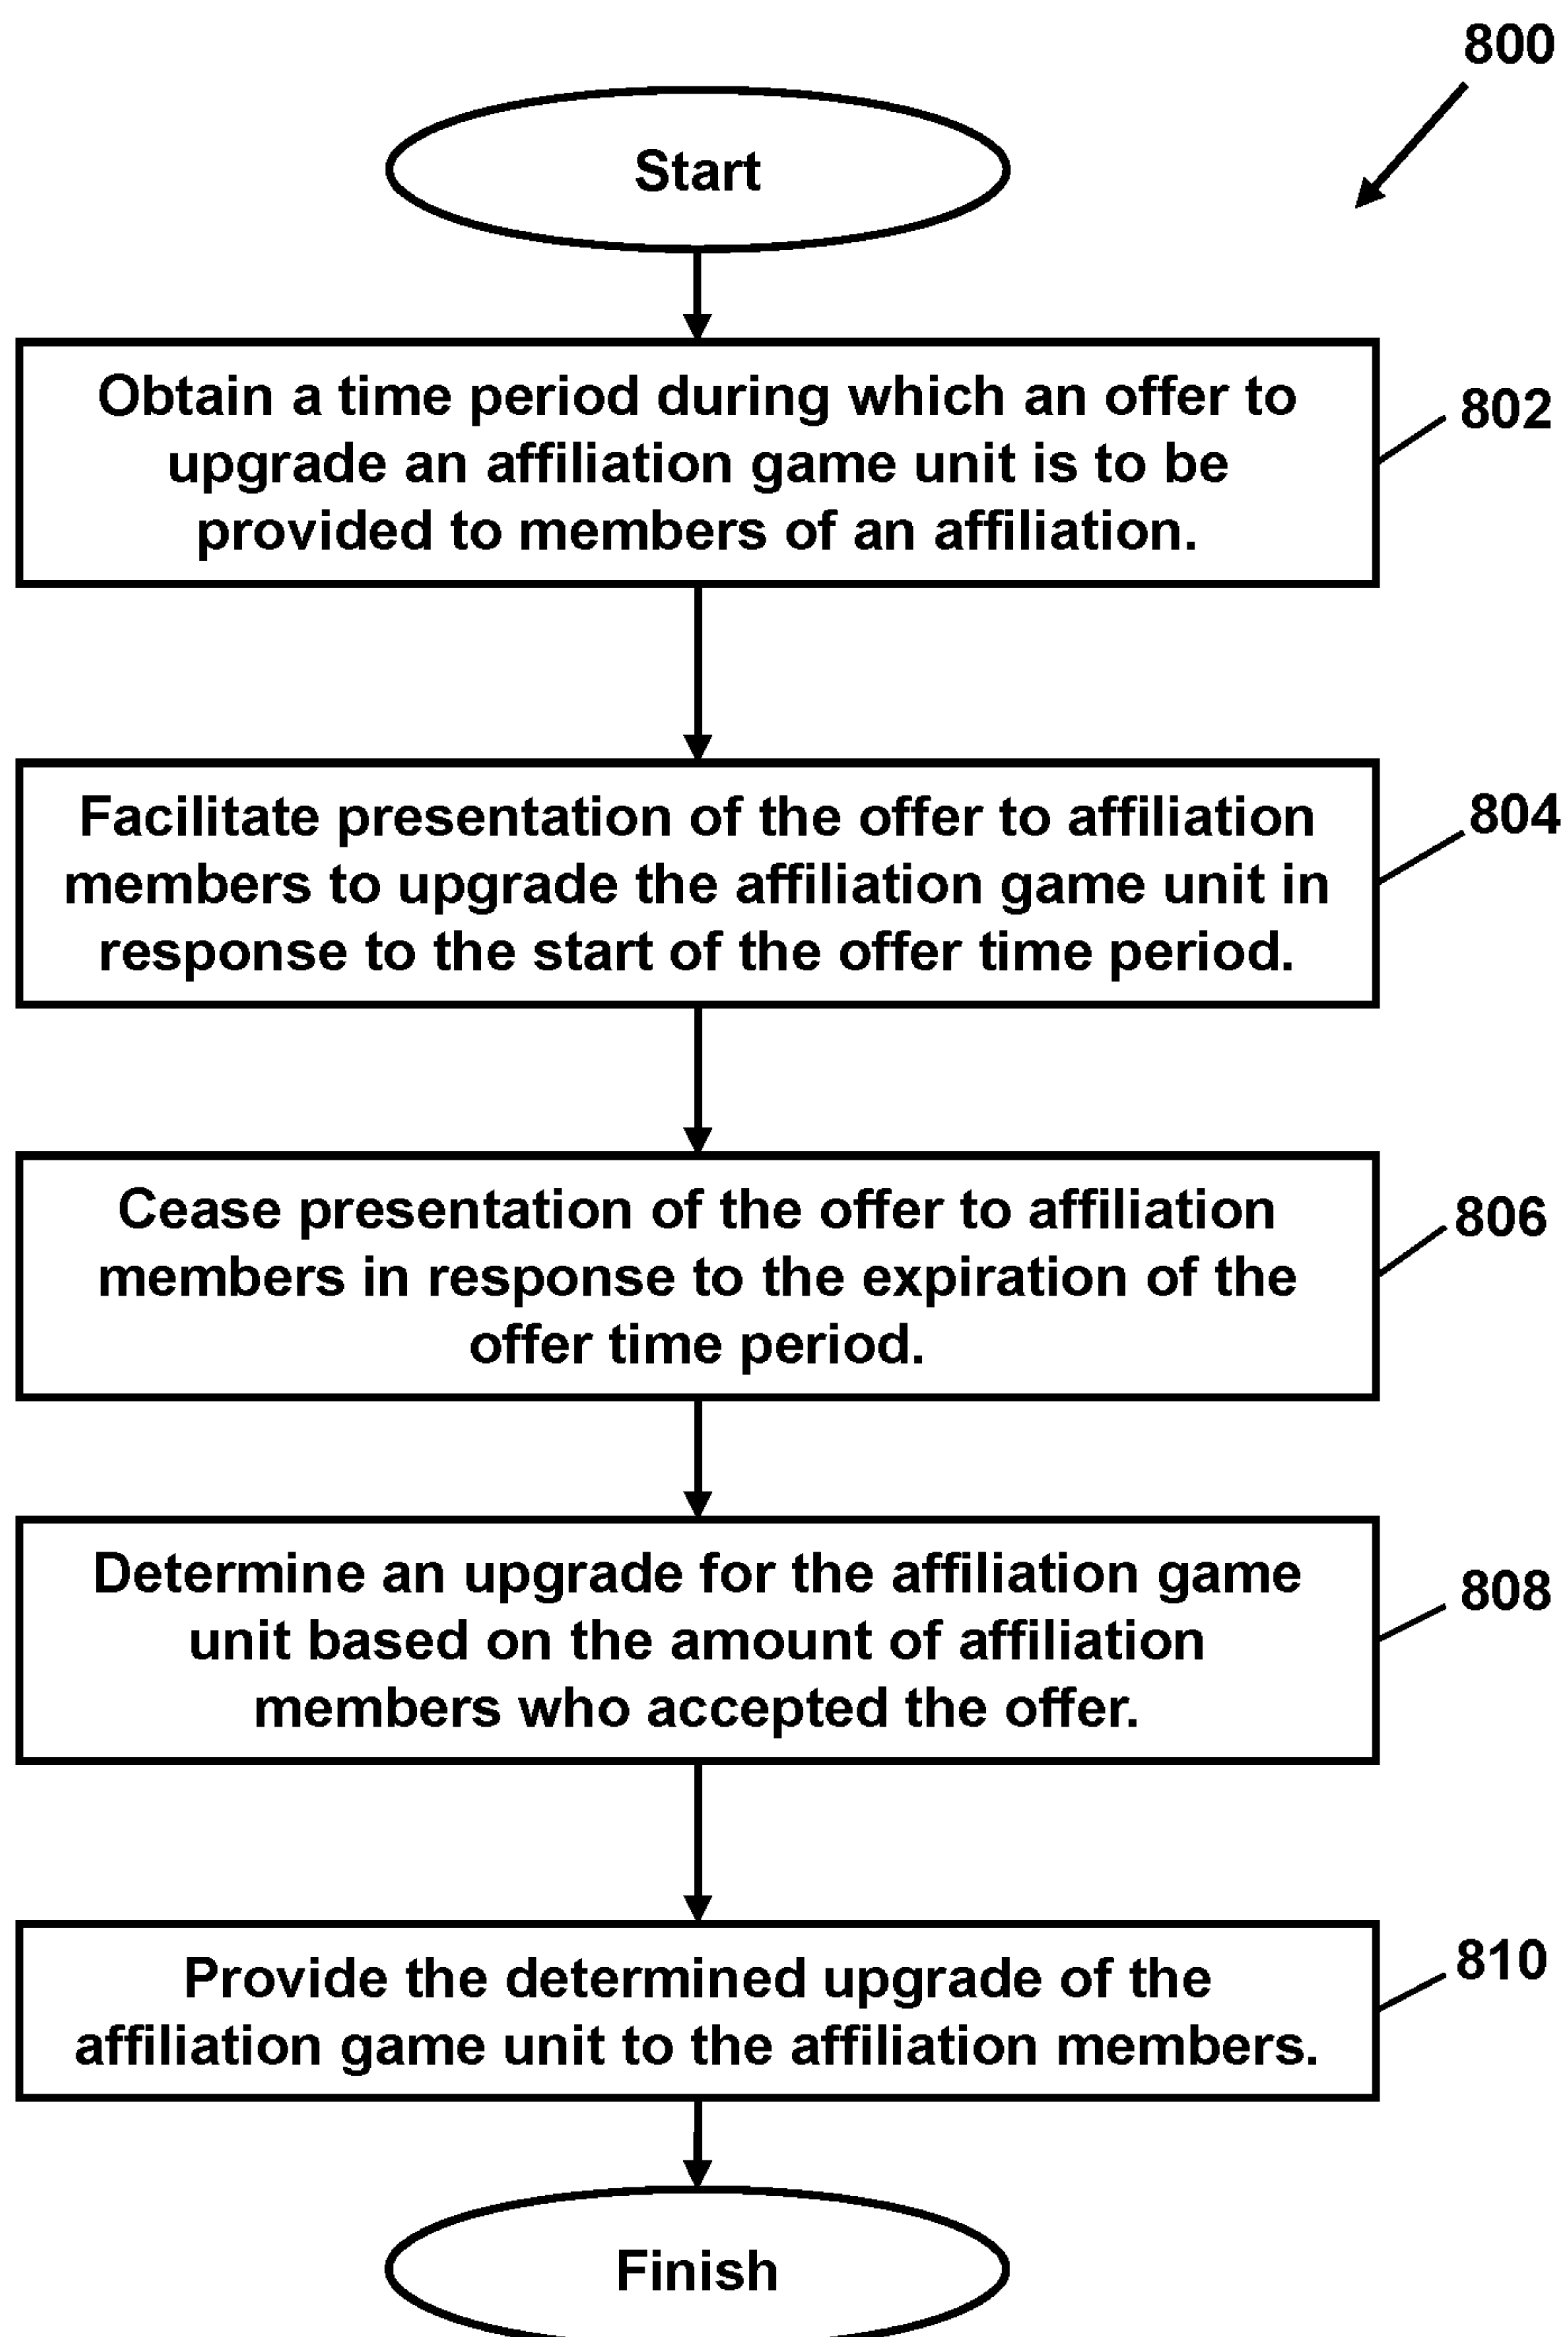 800
Start
Obtain a time period during which an offer to
upgrade an affiliation game unit is to be
provided to members of an affiliation.
802
Facilitate presentation of the offer to affiliation
members to upgrade the affiliation game unit in
response to the start of the offer time period.
804
Cease presentation of the offer to affiliation
members in response to the expiration of the
offer time period.
806
Determine an upgrade for the affiliation game
unit based on the amount of affiliation
members who accepted the offer.
808
Provide the determined upgrade of the
affiliation game unit to the affiliation members.
810
Finish